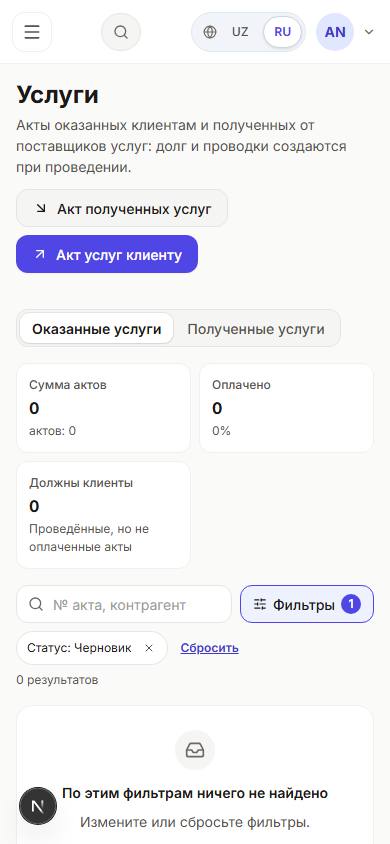 UZ
RU
AN
Услуги
Акты оказанных клиентам и полученных от
поставщиков услуг: долг и проводки создаются
при проведении.
Акт полученных услуг
Акт услуг клиенту
Оказанные услуги
Полученные услуги
Сумма актов
0
актов: 0
Оплачено
0
0%
Должны клиенты
0
Проведённые, но не
оплаченные акты
№ акта, контрагент
Фильтры 1
Статус: Черновик
Сбросить
0 результатов
По этим фильтрам ничего не найдено
Измените или сбросьте фильтры.
N